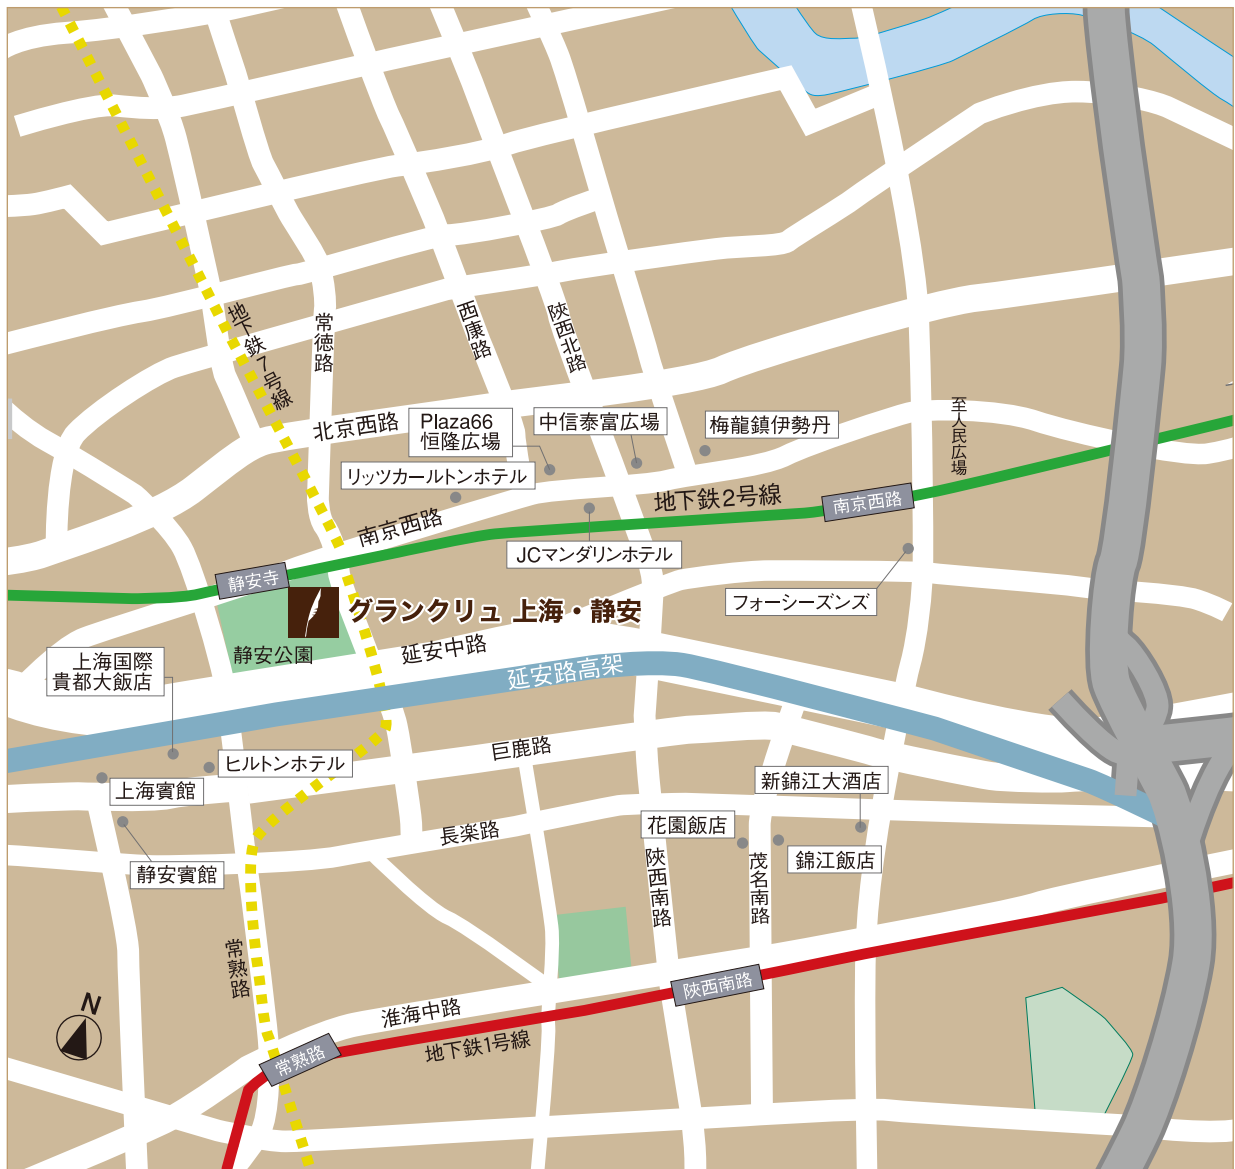 地下鉄7号線
常徳路
西康路
陝西北路
至人民広場
北京西路
Plaza66
恒隆広場
中信泰富広場
梅龍鎮伊勢丹
リッツカールトンホテル
南京西路
地下鉄2号線
南京西路
JCマンダリンホテル
静安寺
フォーシーズンズ
グランクリュ 上海・静安
静安公園
延安中路
延安路高架
上海国際
貴都大飯店
巨鹿路
ヒルトンホテル
上海賓館
新錦江大酒店
長楽路
花園飯店
錦江飯店
静安賓館
陝西南路
茂名南路
常熟路
陝西南路
淮海中路
地下鉄1号線
常熟路
N